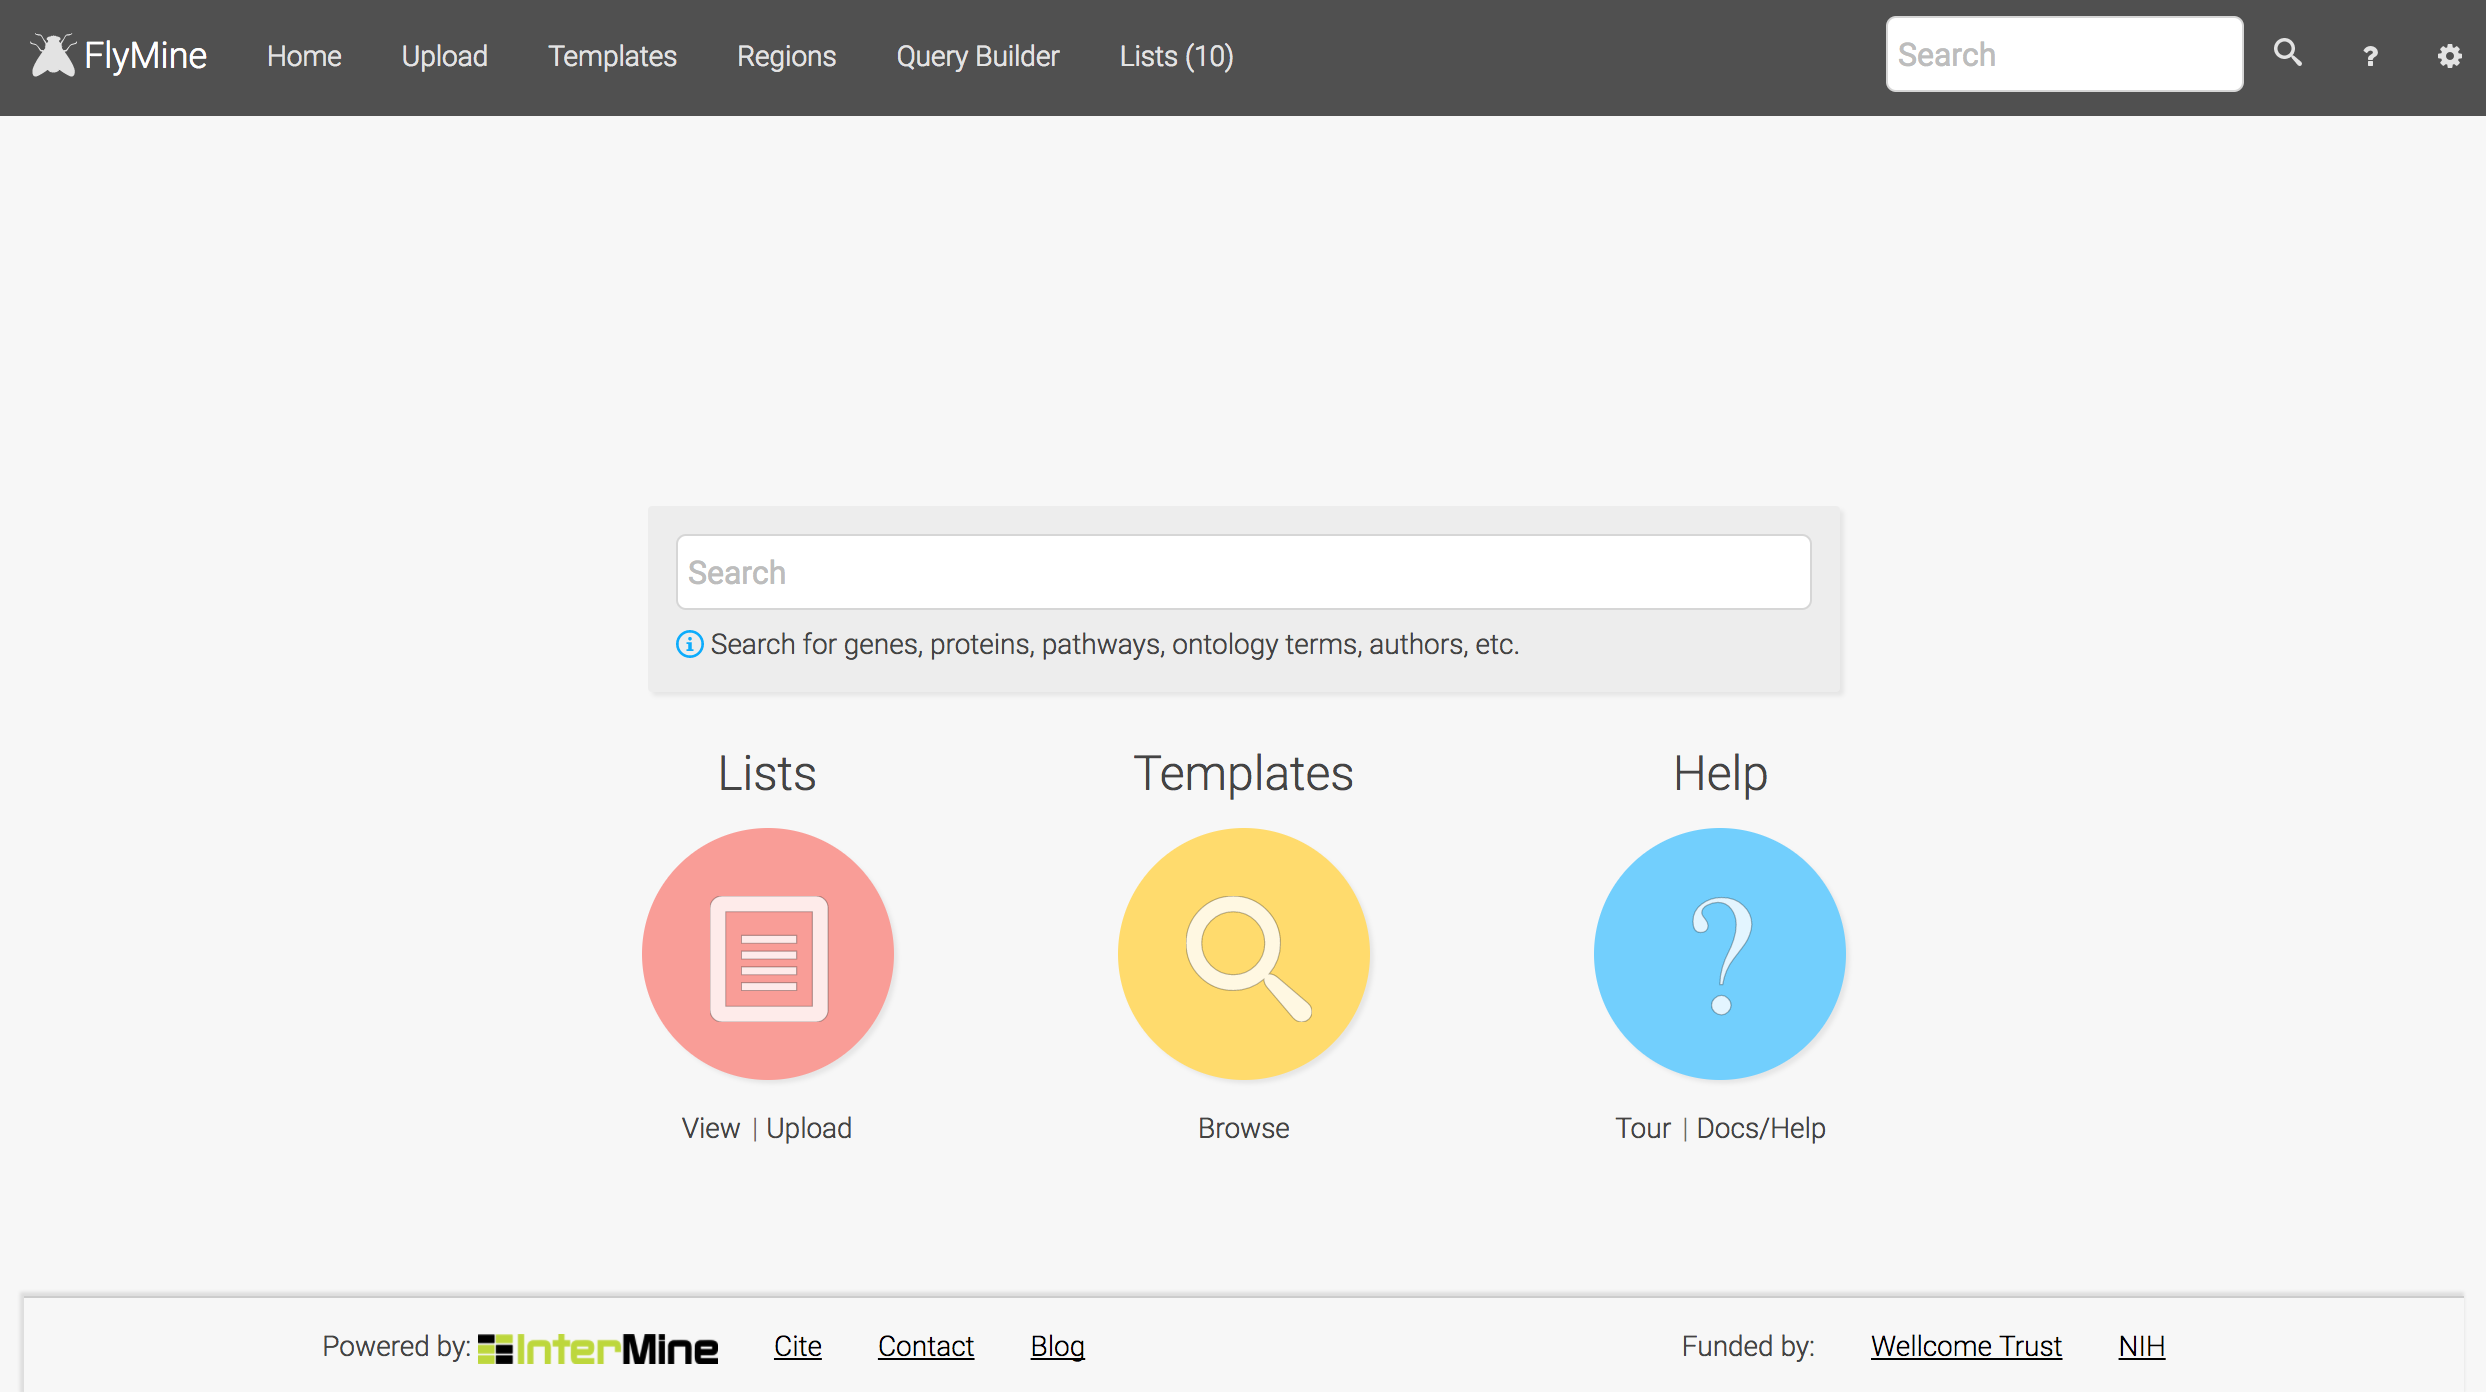 FlyMine Home Upload Templates Regions Query Builder Lists (10) Search ?
Search
Search for genes, proteins, pathways, ontology terms, authors, etc.
Lists Templates Help
?
View | Upload Browse Tour | Docs/Help
Powered by: InterMine Cite Contact Blog Funded by: Wellcome Trust NIH